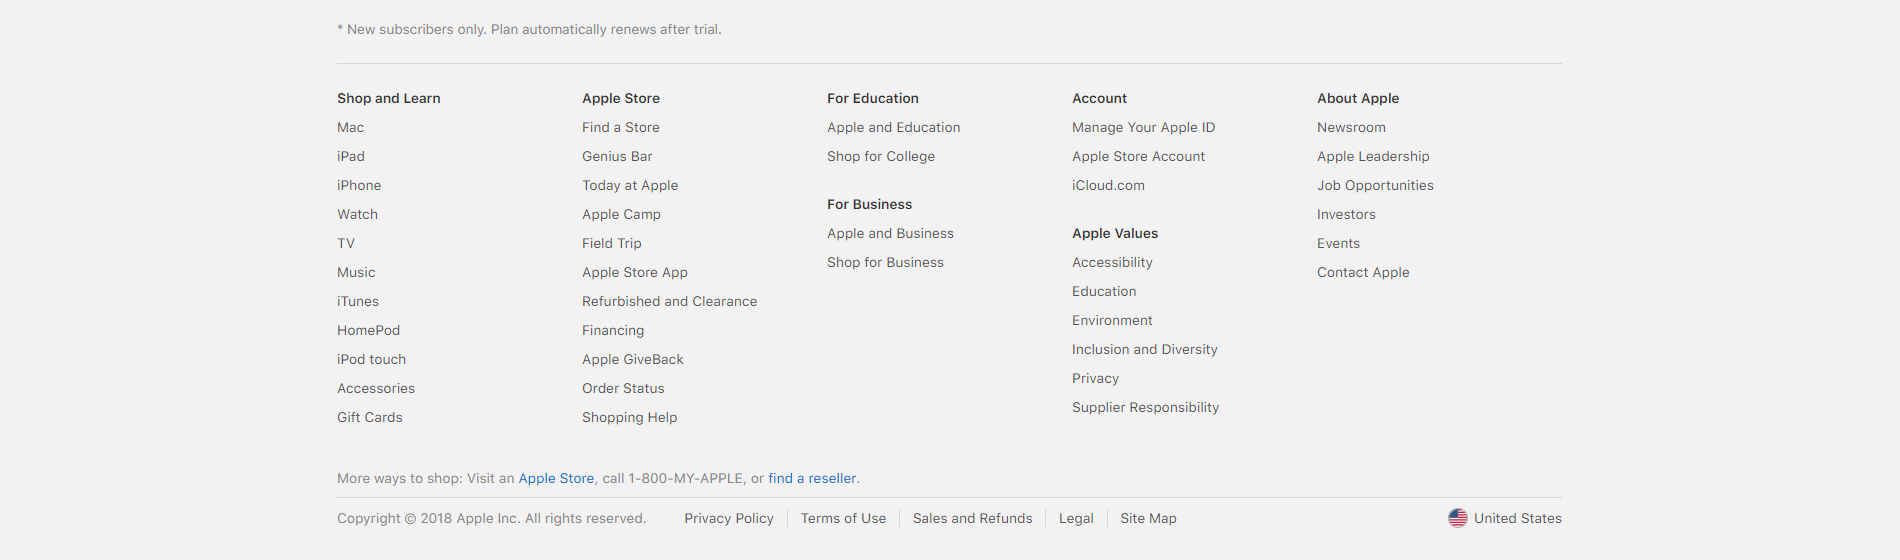 * New subscribers only. Plan automatically renews after trial.
Shop and Learn
Mac
iPad
iPhone
Watch
TV
Music
iTunes
HomePod
iPod touch
Accessories
Gift Cards
Apple Store
Find a Store
Genius Bar
Today at Apple
Apple Camp
Field Trip
Apple Store App
Refurbished and Clearance
Financing
Apple GiveBack
Order Status
Shopping Help
For Education
Apple and Education
Shop for College
For Business
Apple and Business
Shop for Business
Account
Manage Your Apple ID
Apple Store Account
iCloud.com
Apple Values
Accessibility
Education
Environment
Inclusion and Diversity
Privacy
Supplier Responsibility
About Apple
Newsroom
Apple Leadership
Job Opportunities
Investors
Events
Contact Apple
More ways to shop: Visit an Apple Store, call 1-800-MY-APPLE, or find a reseller.
Copyright © 2018 Apple Inc. All rights reserved. Privacy Policy Terms of Use Sales and Refunds Legal Site Map United States